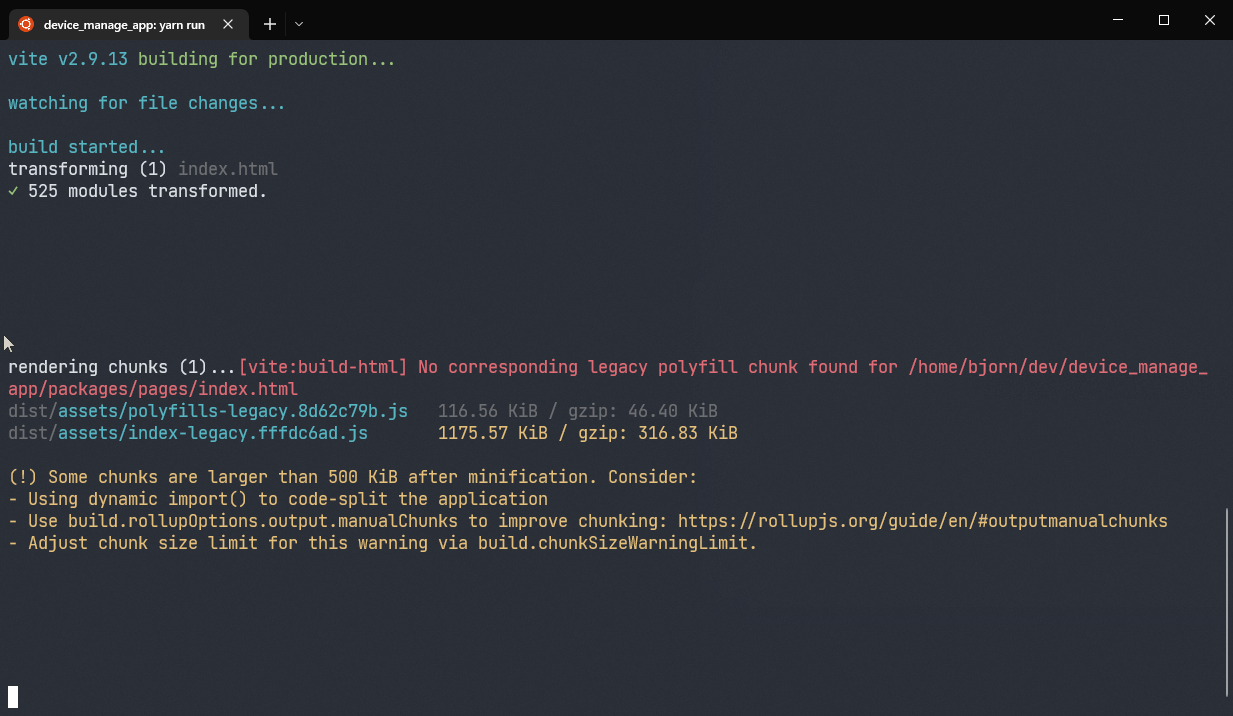 device_manage_app: yarn run
vite v2.9.13 building for production...
watching for file changes...
build started...
transforming (1) index.html
✓ 525 modules transformed.
rendering chunks (1)...[vite:build-html] No corresponding legacy polyfill chunk found for /home/bjorn/dev/device_manage_
app/packages/pages/index.html
dist/assets/polyfills-legacy.8d62c79b.js   116.56 KiB / gzip: 46.40 KiB
dist/assets/index-legacy.fffdc6ad.js       1175.57 KiB / gzip: 316.83 KiB
(!) Some chunks are larger than 500 KiB after minification. Consider:
- Using dynamic import() to code-split the application
- Use build.rollupOptions.output.manualChunks to improve chunking: https://rollupjs.org/guide/en/#outputmanualchunks
- Adjust chunk size limit for this warning via build.chunkSizeWarningLimit.